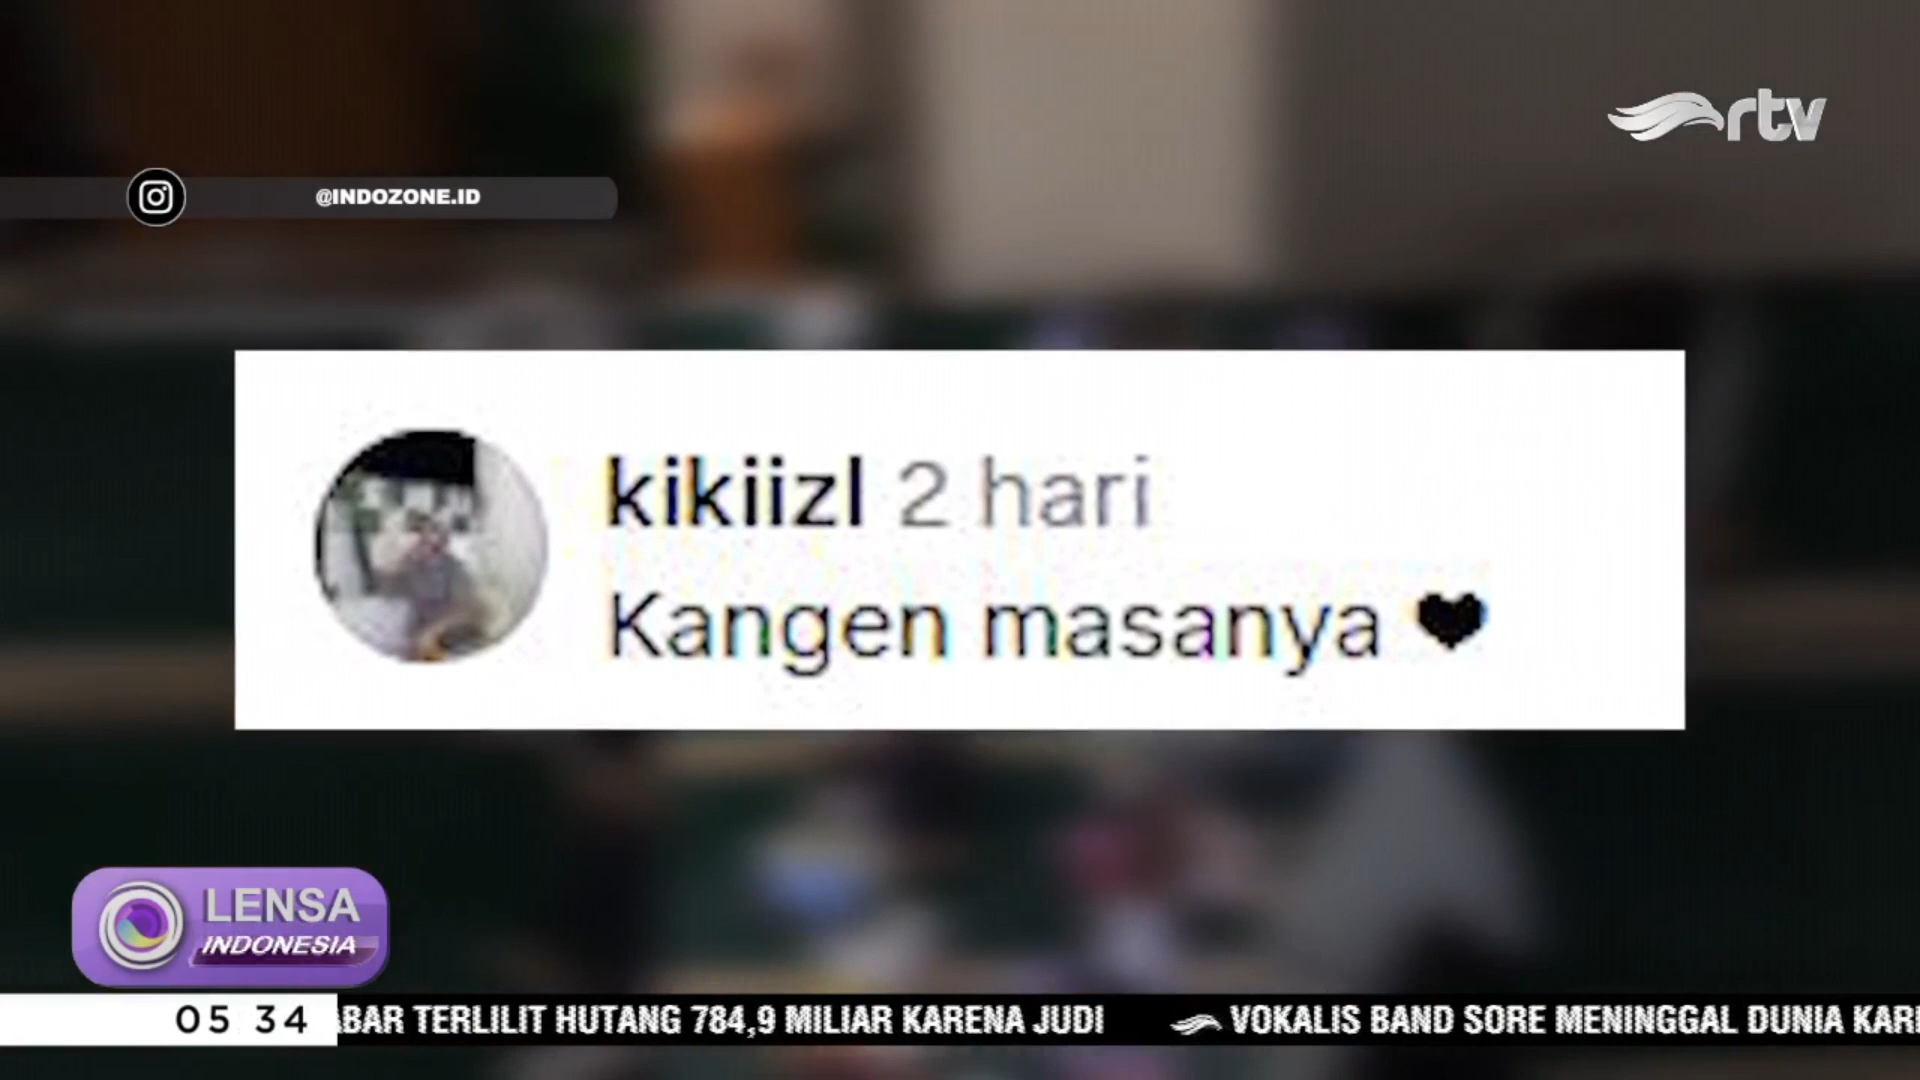 rtv
@INDOZONE.ID
kikiizl 2 hari
Kangen masanya 🖤
LENSA
INDONESIA
05 34
ABAR TERLILIT HUTANG 784,9 MILIAR KARENA JUDI
VOKALIS BAND SORE MENINGGAL DUNIA KAR